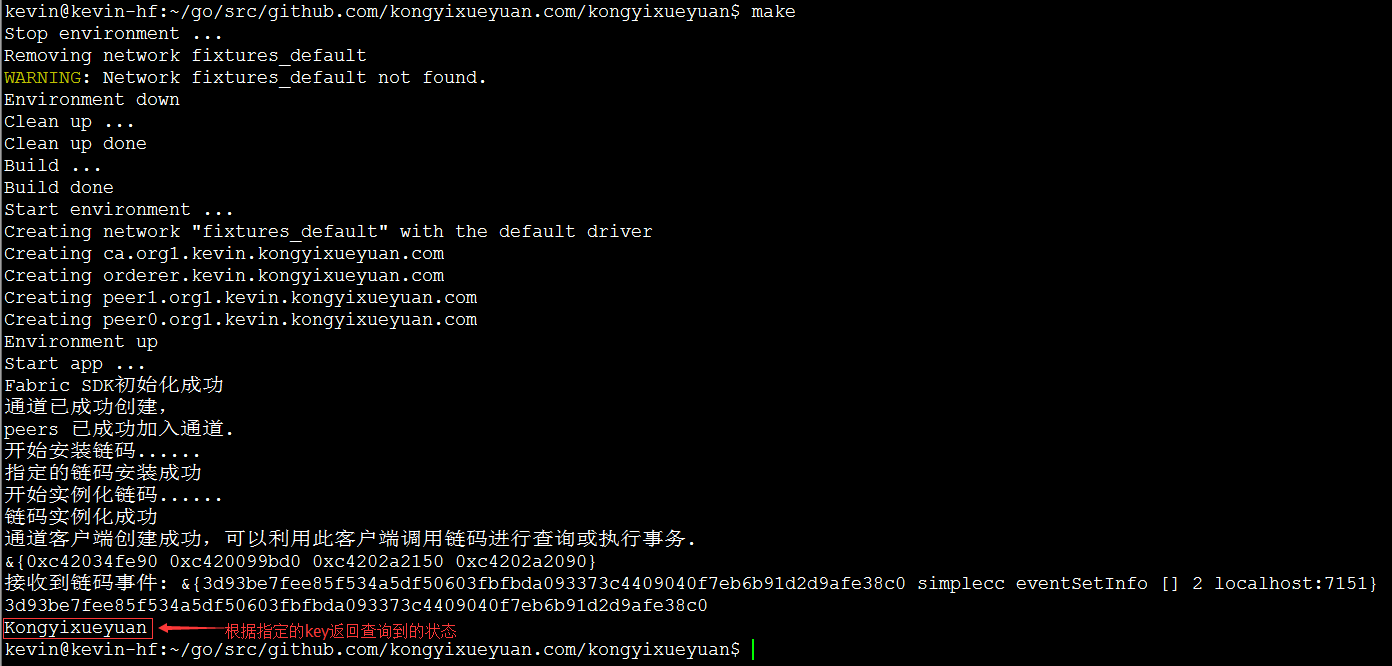 kevin@kevin-hf:~/go/src/github.com/kongyixueyuan.com/kongyixueyuan$ make
Stop environment ...
Removing network fixtures_default
WARNING: Network fixtures_default not found.
Environment down
Clean up ...
Clean up done
Build ...
Build done
Start environment ...
Creating network "fixtures_default" with the default driver
Creating ca.org1.kevin.kongyixueyuan.com
Creating orderer.kevin.kongyixueyuan.com
Creating peer1.org1.kevin.kongyixueyuan.com
Creating peer0.org1.kevin.kongyixueyuan.com
Environment up
Start app ...
Fabric SDK初始化成功
通道已成功创建，
peers 已成功加入通道.
开始安装链码......
指定的链码安装成功
开始实例化链码......
链码实例化成功
通道客户端创建成功，可以利用此客户端调用链码进行查询或执行事务.
&{0xc42034fe90 0xc420099bd0 0xc4202a2150 0xc4202a2090}
接收到链码事件: &{3d93be7fee85f534a5df50603fbfbda093373c4409040f7eb6b91d2d9afe38c0 simplecc eventSetInfo [] 2 localhost:7151}
3d93be7fee85f534a5df50603fbfbda093373c4409040f7eb6b91d2d9afe38c0
Kongyixueyuan 根据指定的key返回查询到的状态
kevin@kevin-hf:~/go/src/github.com/kongyixueyuan.com/kongyixueyuan$